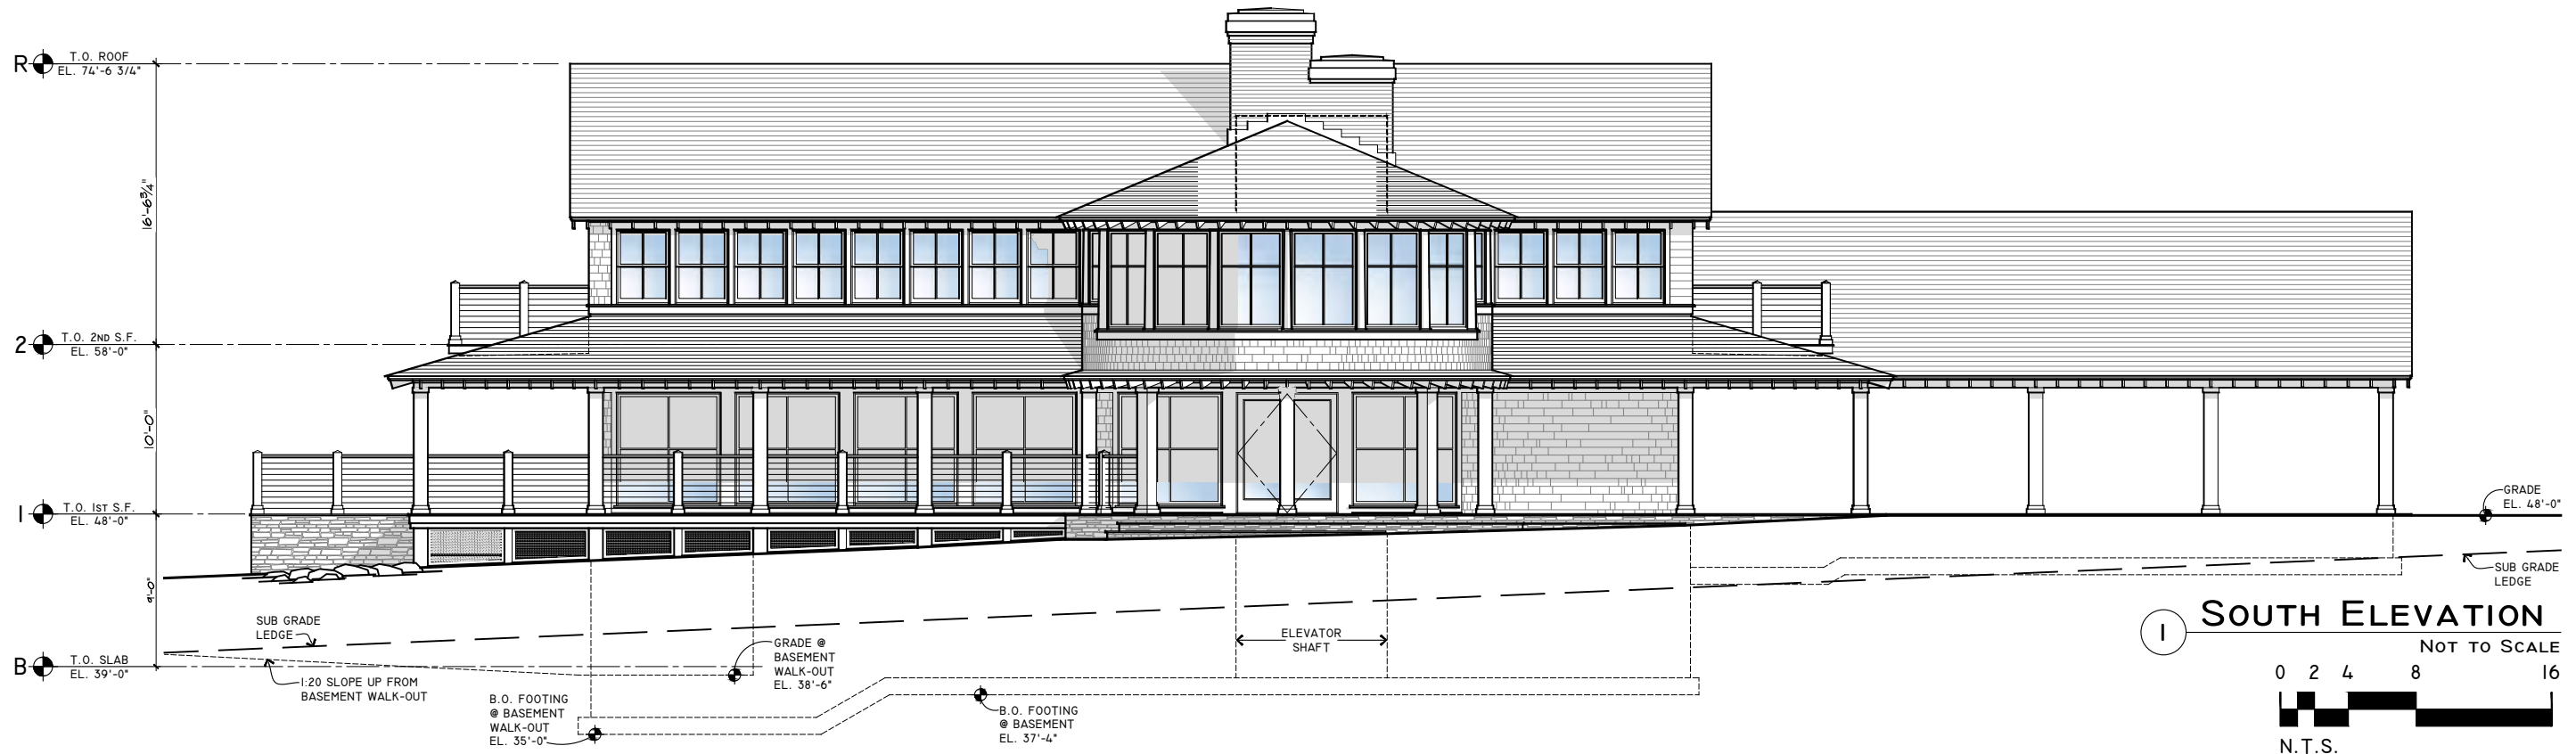 R
T.O. ROOF
EL. 74'-6 3/4"
16'-6 3/4"
2
T.O. 2ND S.F.
EL. 58'-0"
10'-0"
1
T.O. 1ST S.F.
EL. 48'-0"
9'-0"
B
T.O. SLAB
EL. 39'-0"
SUB GRADE
LEDGE
1:20 SLOPE UP FROM
BASEMENT WALK-OUT
B.O. FOOTING
@ BASEMENT
WALK-OUT
EL. 35'-0"
GRADE @
BASEMENT
WALK-OUT
EL. 38'-6"
B.O. FOOTING
@ BASEMENT
EL. 37'-4"
ELEVATOR
SHAFT
GRADE
EL. 48'-0"
SUB GRADE
LEDGE
1
SOUTH ELEVATION
NOT TO SCALE
0 2 4 8 16
N.T.S.